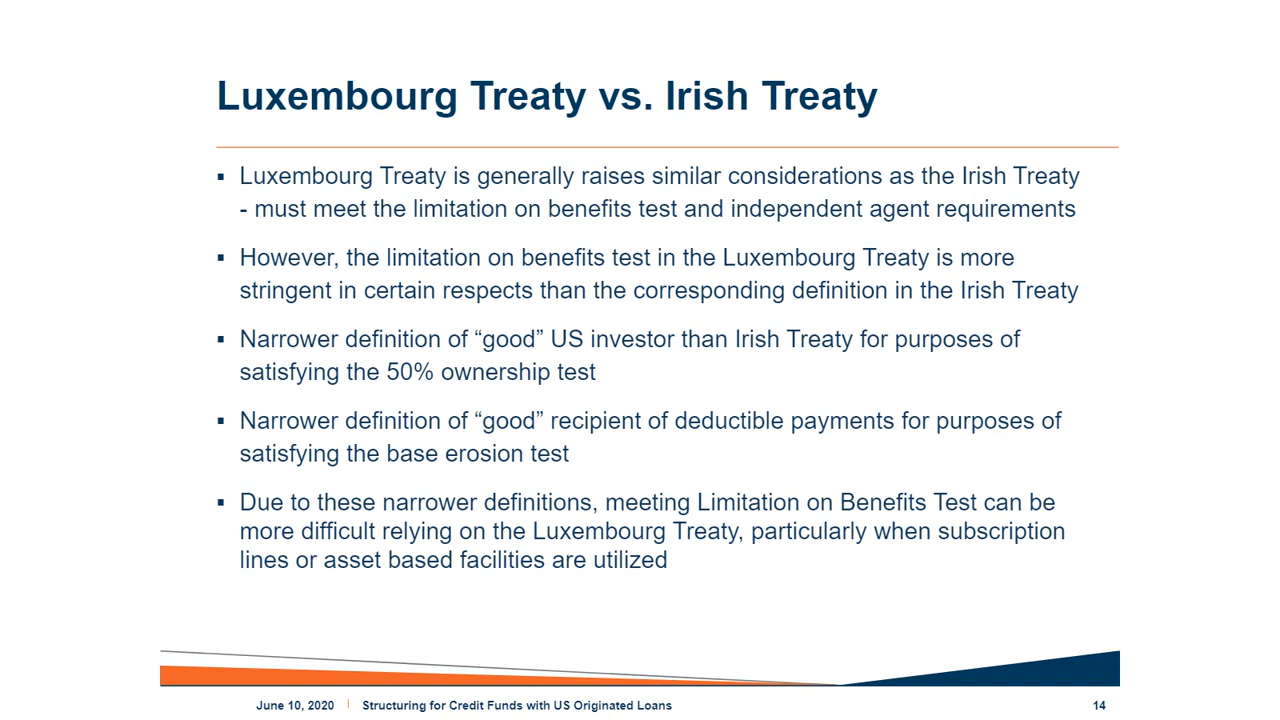 Luxembourg Treaty vs. Irish Treaty
▪ Luxembourg Treaty is generally raises similar considerations as the Irish Treaty
- must meet the limitation on benefits test and independent agent requirements
▪ However, the limitation on benefits test in the Luxembourg Treaty is more
stringent in certain respects than the corresponding definition in the Irish Treaty
▪ Narrower definition of “good” US investor than Irish Treaty for purposes of
satisfying the 50% ownership test
▪ Narrower definition of “good” recipient of deductible payments for purposes of
satisfying the base erosion test
▪ Due to these narrower definitions, meeting Limitation on Benefits Test can be
more difficult relying on the Luxembourg Treaty, particularly when subscription
lines or asset based facilities are utilized
June 10, 2020 | Structuring for Credit Funds with US Originated Loans 14